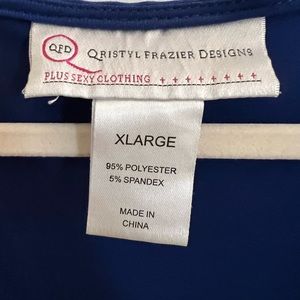 QFD QRISTYL FRAZIER DESIGNS
PLUS SEXY CLOTHING + + + + + + + +
XLARGE
95% POLYESTER
5% SPANDEX
MADE IN
CHINA